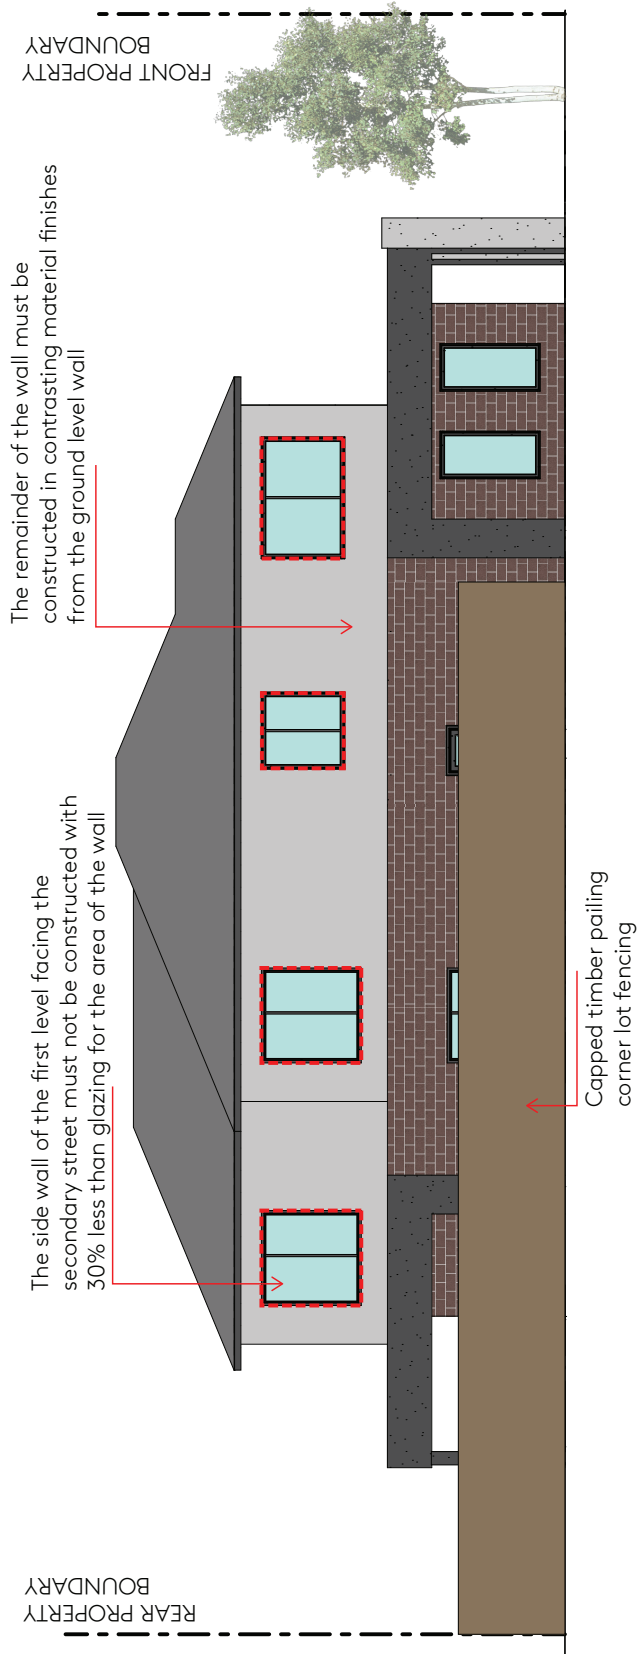 REAR PROPERTY
BOUNDARY
The side wall of the first level facing the
secondary street must not be constructed with
30% less than glazing for the area of the wall
The remainder of the wall must be
constructed in contrasting material finishes
from the ground level wall
FRONT PROPERTY
BOUNDARY
Capped timber pailing
corner lot fencing